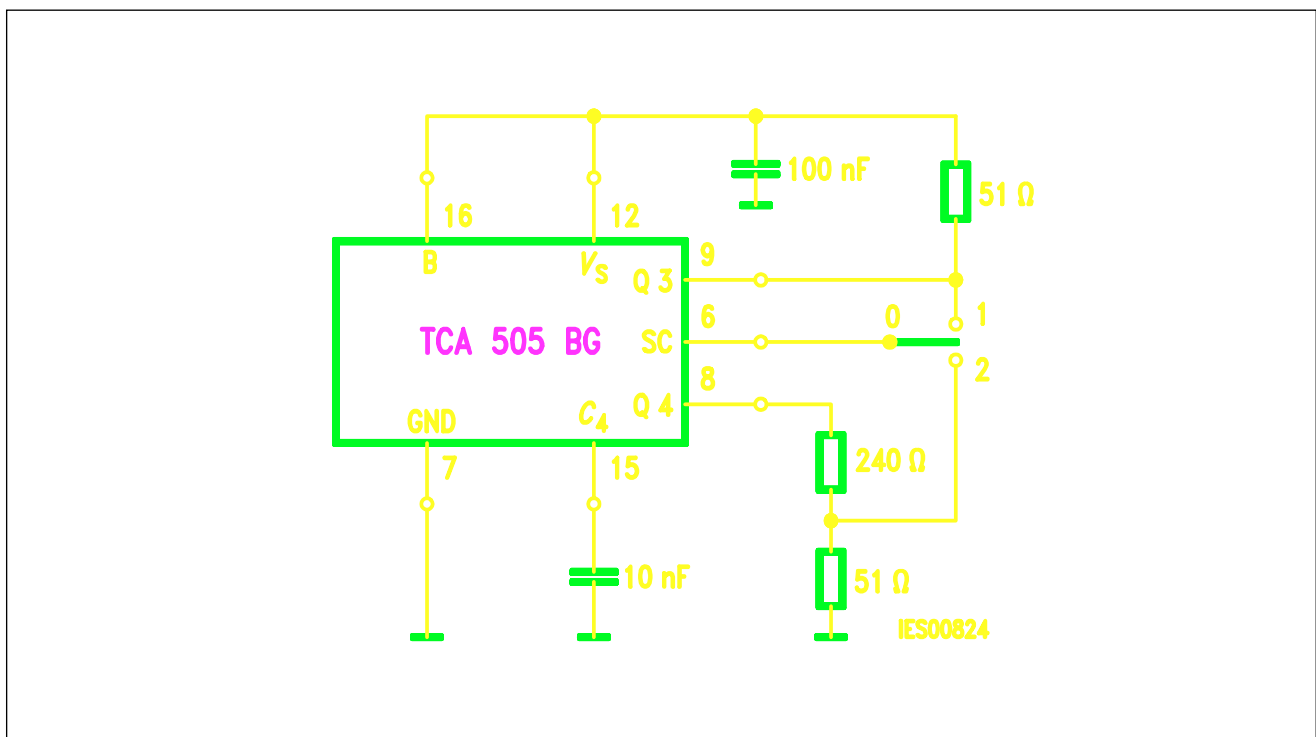 100 nF
51 Ω
16
12
B
VS
9
Q 3
6
0
1
TCA 505 BG
SC
2
8
Q 4
GND
C4
7
15
240 Ω
10 nF
51 Ω
IES00824